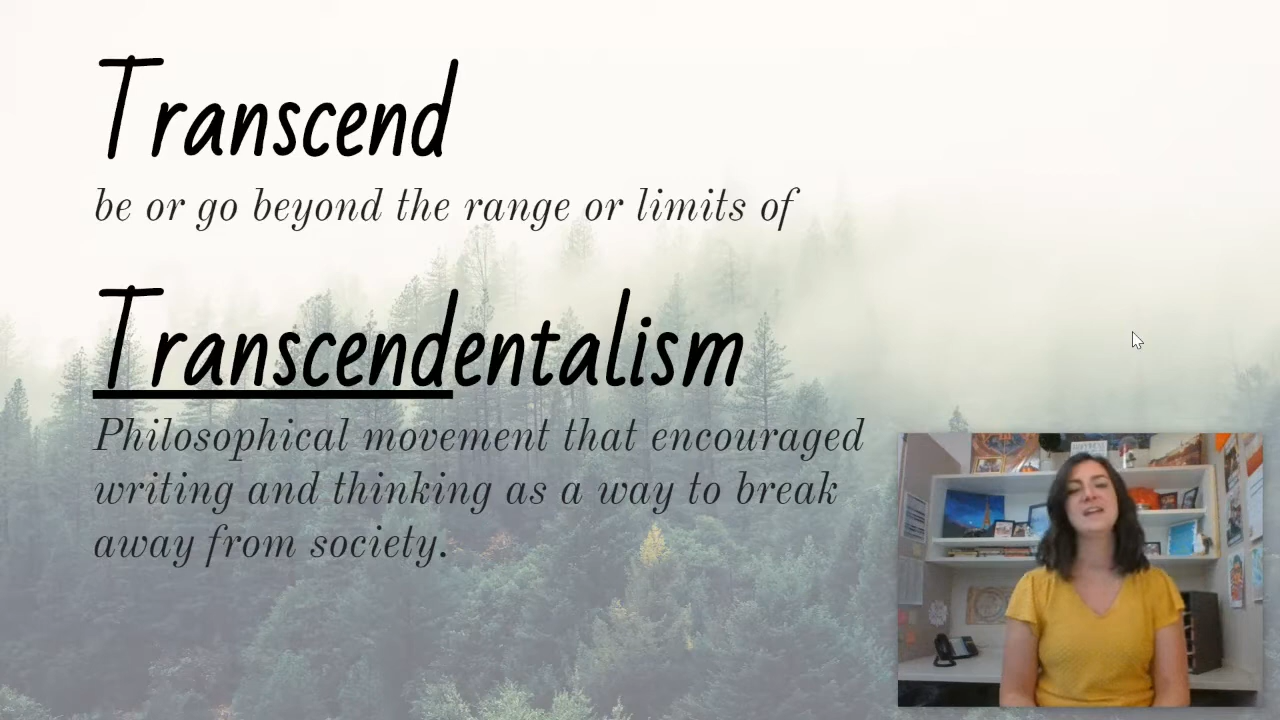 Transcend
be or go beyond the range or limits of
Transcendentalism
Philosophical movement that encouraged
writing and thinking as a way to break
away from society.